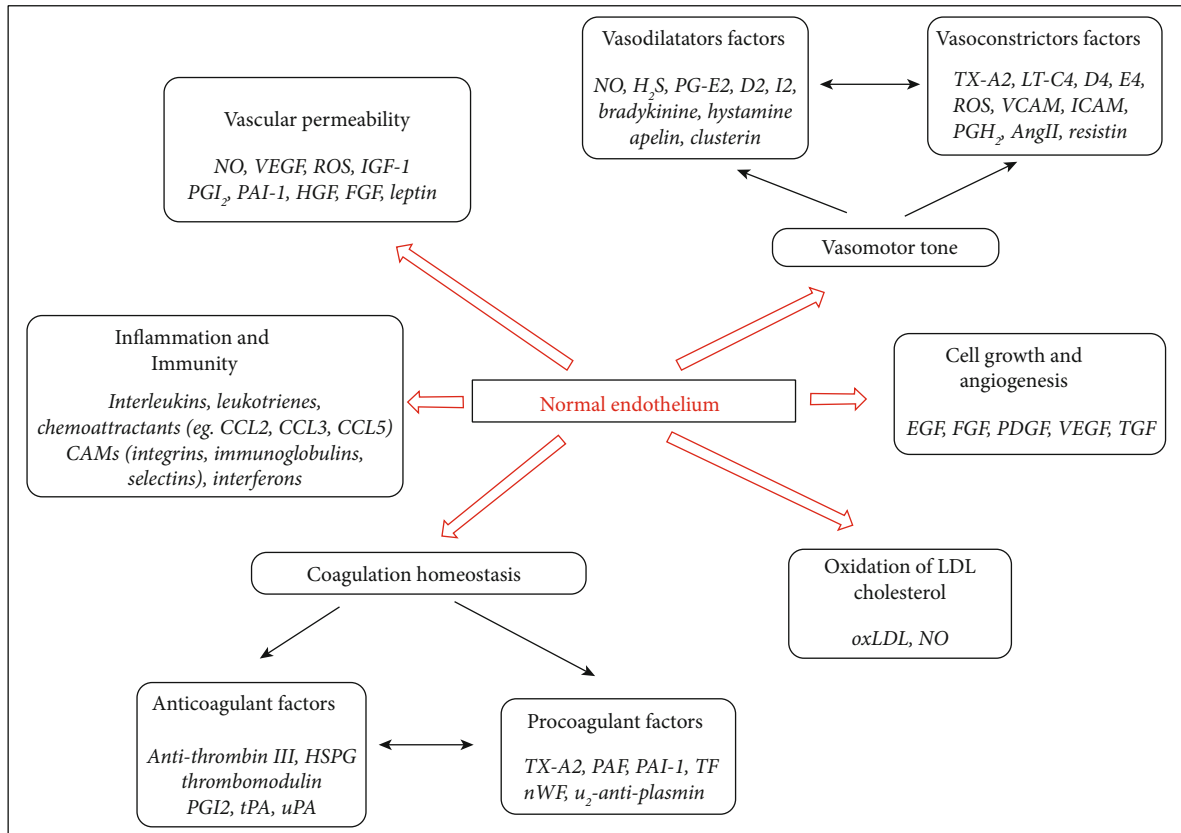 Vasodilatators factors
NO, H₂S, PG-E2, D2, I2,
bradykinine, hystamine
apelin, clusterin
Vasoconstrictors factors
TX-A2, LT-C4, D4, E4,
ROS, VCAM, ICAM,
PGH₂, AngII, resistin
Vascular permeability
NO, VEGF, ROS, IGF-1
PGI₂, PAI-1, HGF, FGF, leptin
Vasomotor tone
Inflammation and
Immunity
Interleukins, leukotrienes,
chemoattractants (eg. CCL2, CCL3, CCL5)
CAMs (integrins, immunoglobulins,
selectins), interferons
Normal endothelium
Cell growth and
angiogenesis
EGF, FGF, PDGF, VEGF, TGF
Coagulation homeostasis
Oxidation of LDL
cholesterol
oxLDL, NO
Anticoagulant factors
Anti-thrombin III, HSPG
thrombomodulin
PGI2, tPA, uPA
Procoagulant factors
TX-A2, PAF, PAI-1, TF
nWF, u₂-anti-plasmin